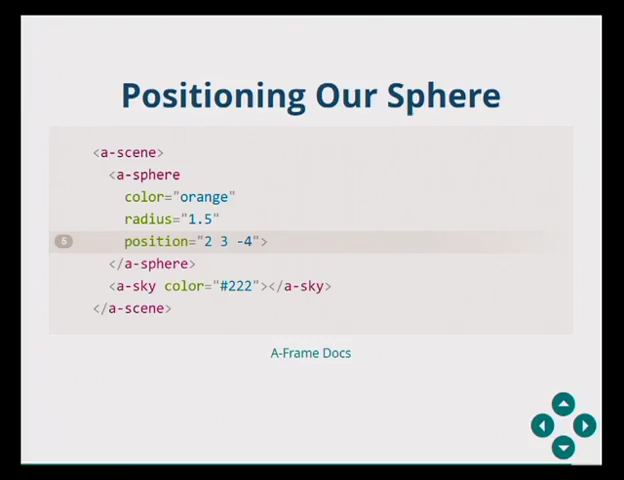 Positioning Our Sphere
<a-scene>
<a-sphere
color="orange"
radius="1.5"
5 position="2 3 -4">
</a-sphere>
<a-sky color="#222"></a-sky>
</a-scene>
A-Frame Docs